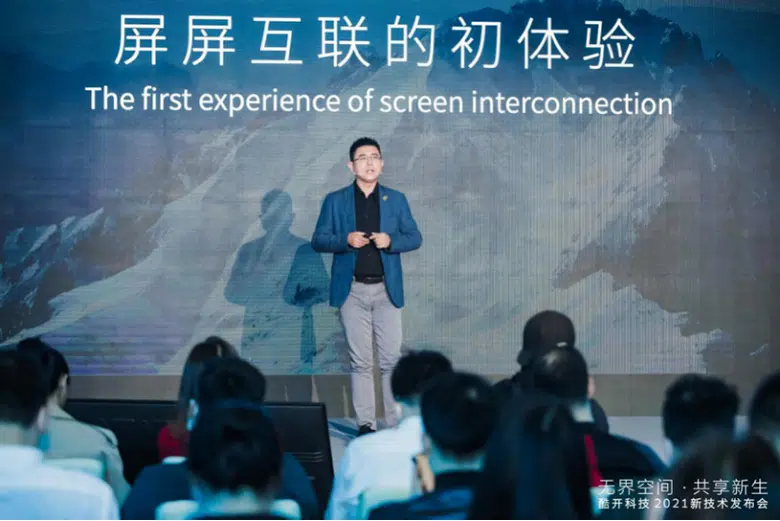 屏屏互联的初体验
The first experience of screen interconnection
无界空间·共享新生
酷开科技 2021新技术发布会